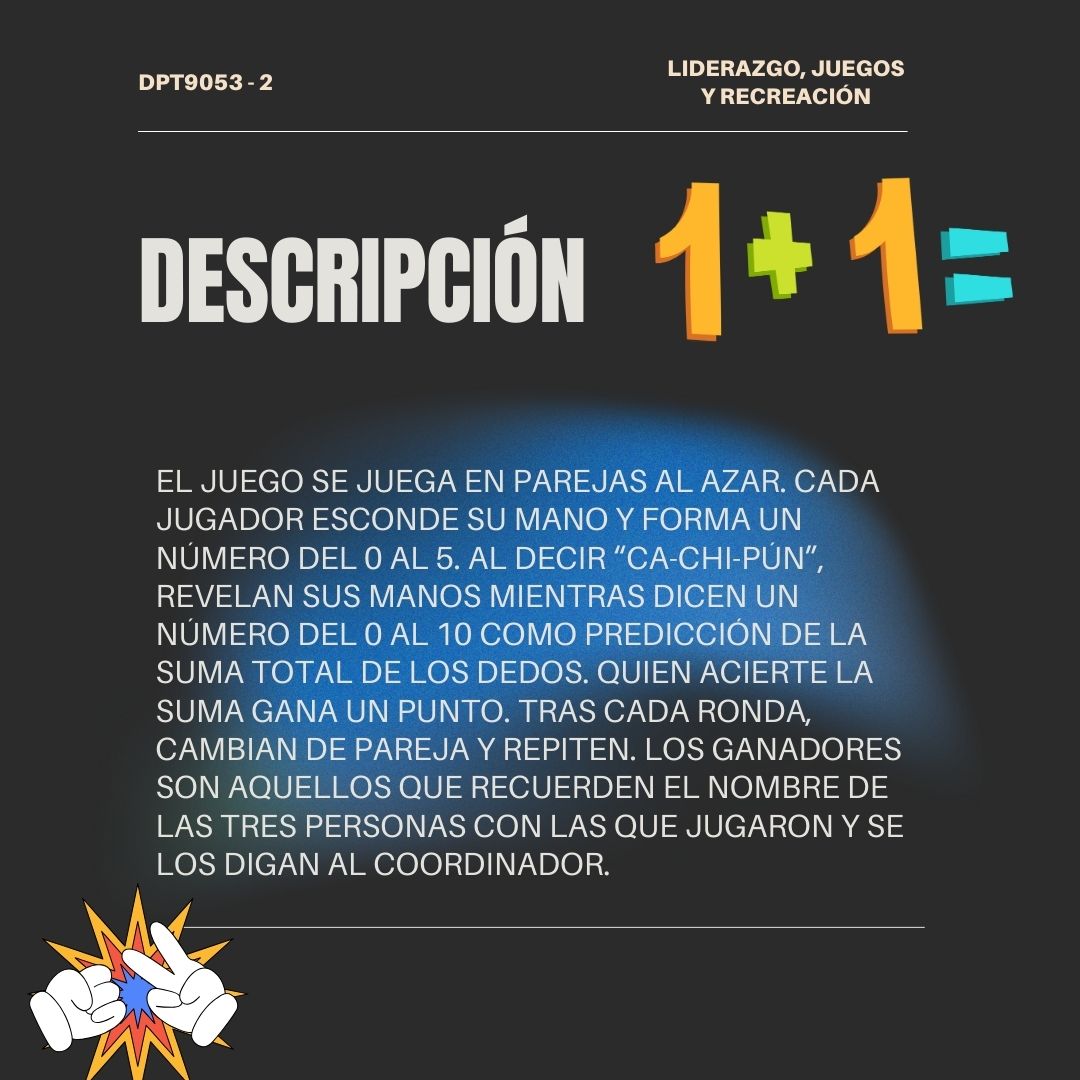 DPT9053 - 2
LIDERAZGO, JUEGOS
Y RECREACIÓN
DESCRIPCIÓN
1 + 1 =
EL JUEGO SE JUEGA EN PAREJAS AL AZAR. CADA
JUGADOR ESCONDE SU MANO Y FORMA UN
NÚMERO DEL 0 AL 5. AL DECIR “CA-CHI-PÚN”,
REVELAN SUS MANOS MIENTRAS DICEN UN
NÚMERO DEL 0 AL 10 COMO PREDICCIÓN DE LA
SUMA TOTAL DE LOS DEDOS. QUIEN ACIERTE LA
SUMA GANA UN PUNTO. TRAS CADA RONDA,
CAMBIAN DE PAREJA Y REPITEN. LOS GANADORES
SON AQUELLOS QUE RECUERDEN EL NOMBRE DE
LAS TRES PERSONAS CON LAS QUE JUGARON Y SE
LOS DIGAN AL COORDINADOR.